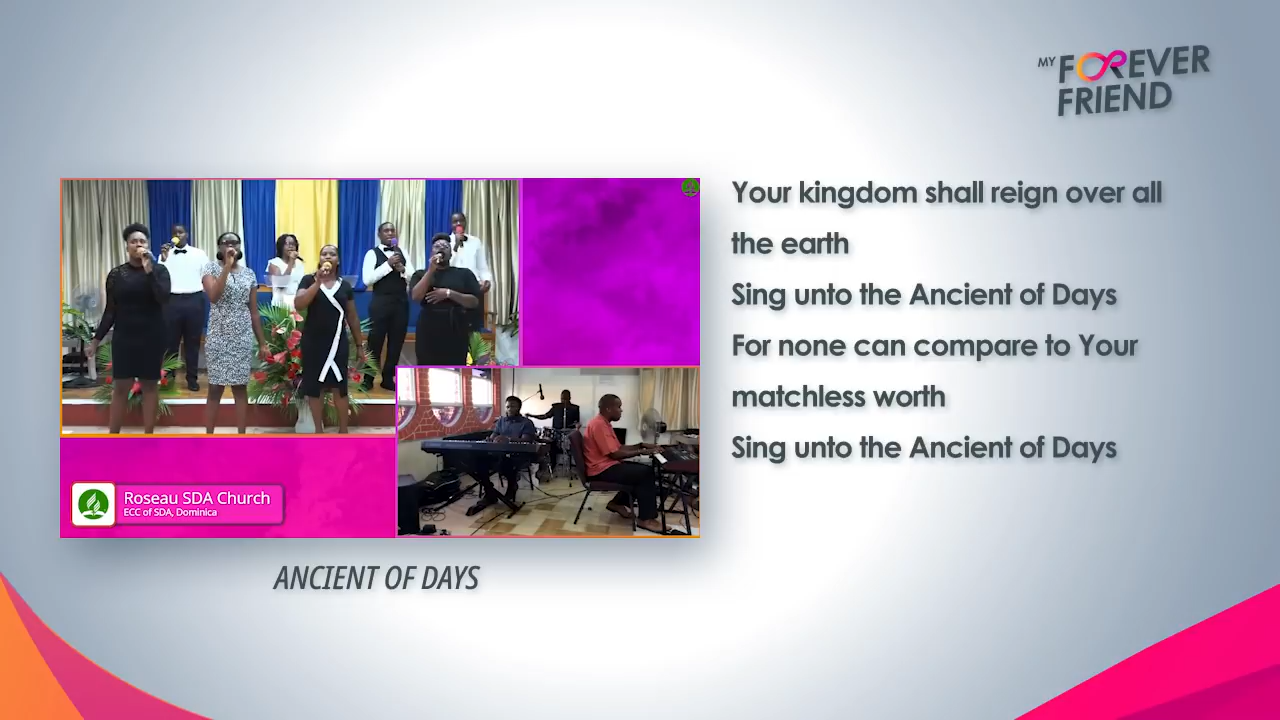 MY FOREVER
FRIEND
Your kingdom shall reign over all
the earth
Sing unto the Ancient of Days
For none can compare to Your
matchless worth
Sing unto the Ancient of Days
Roseau SDA Church
ECC of SDA, Dominica
ANCIENT OF DAYS